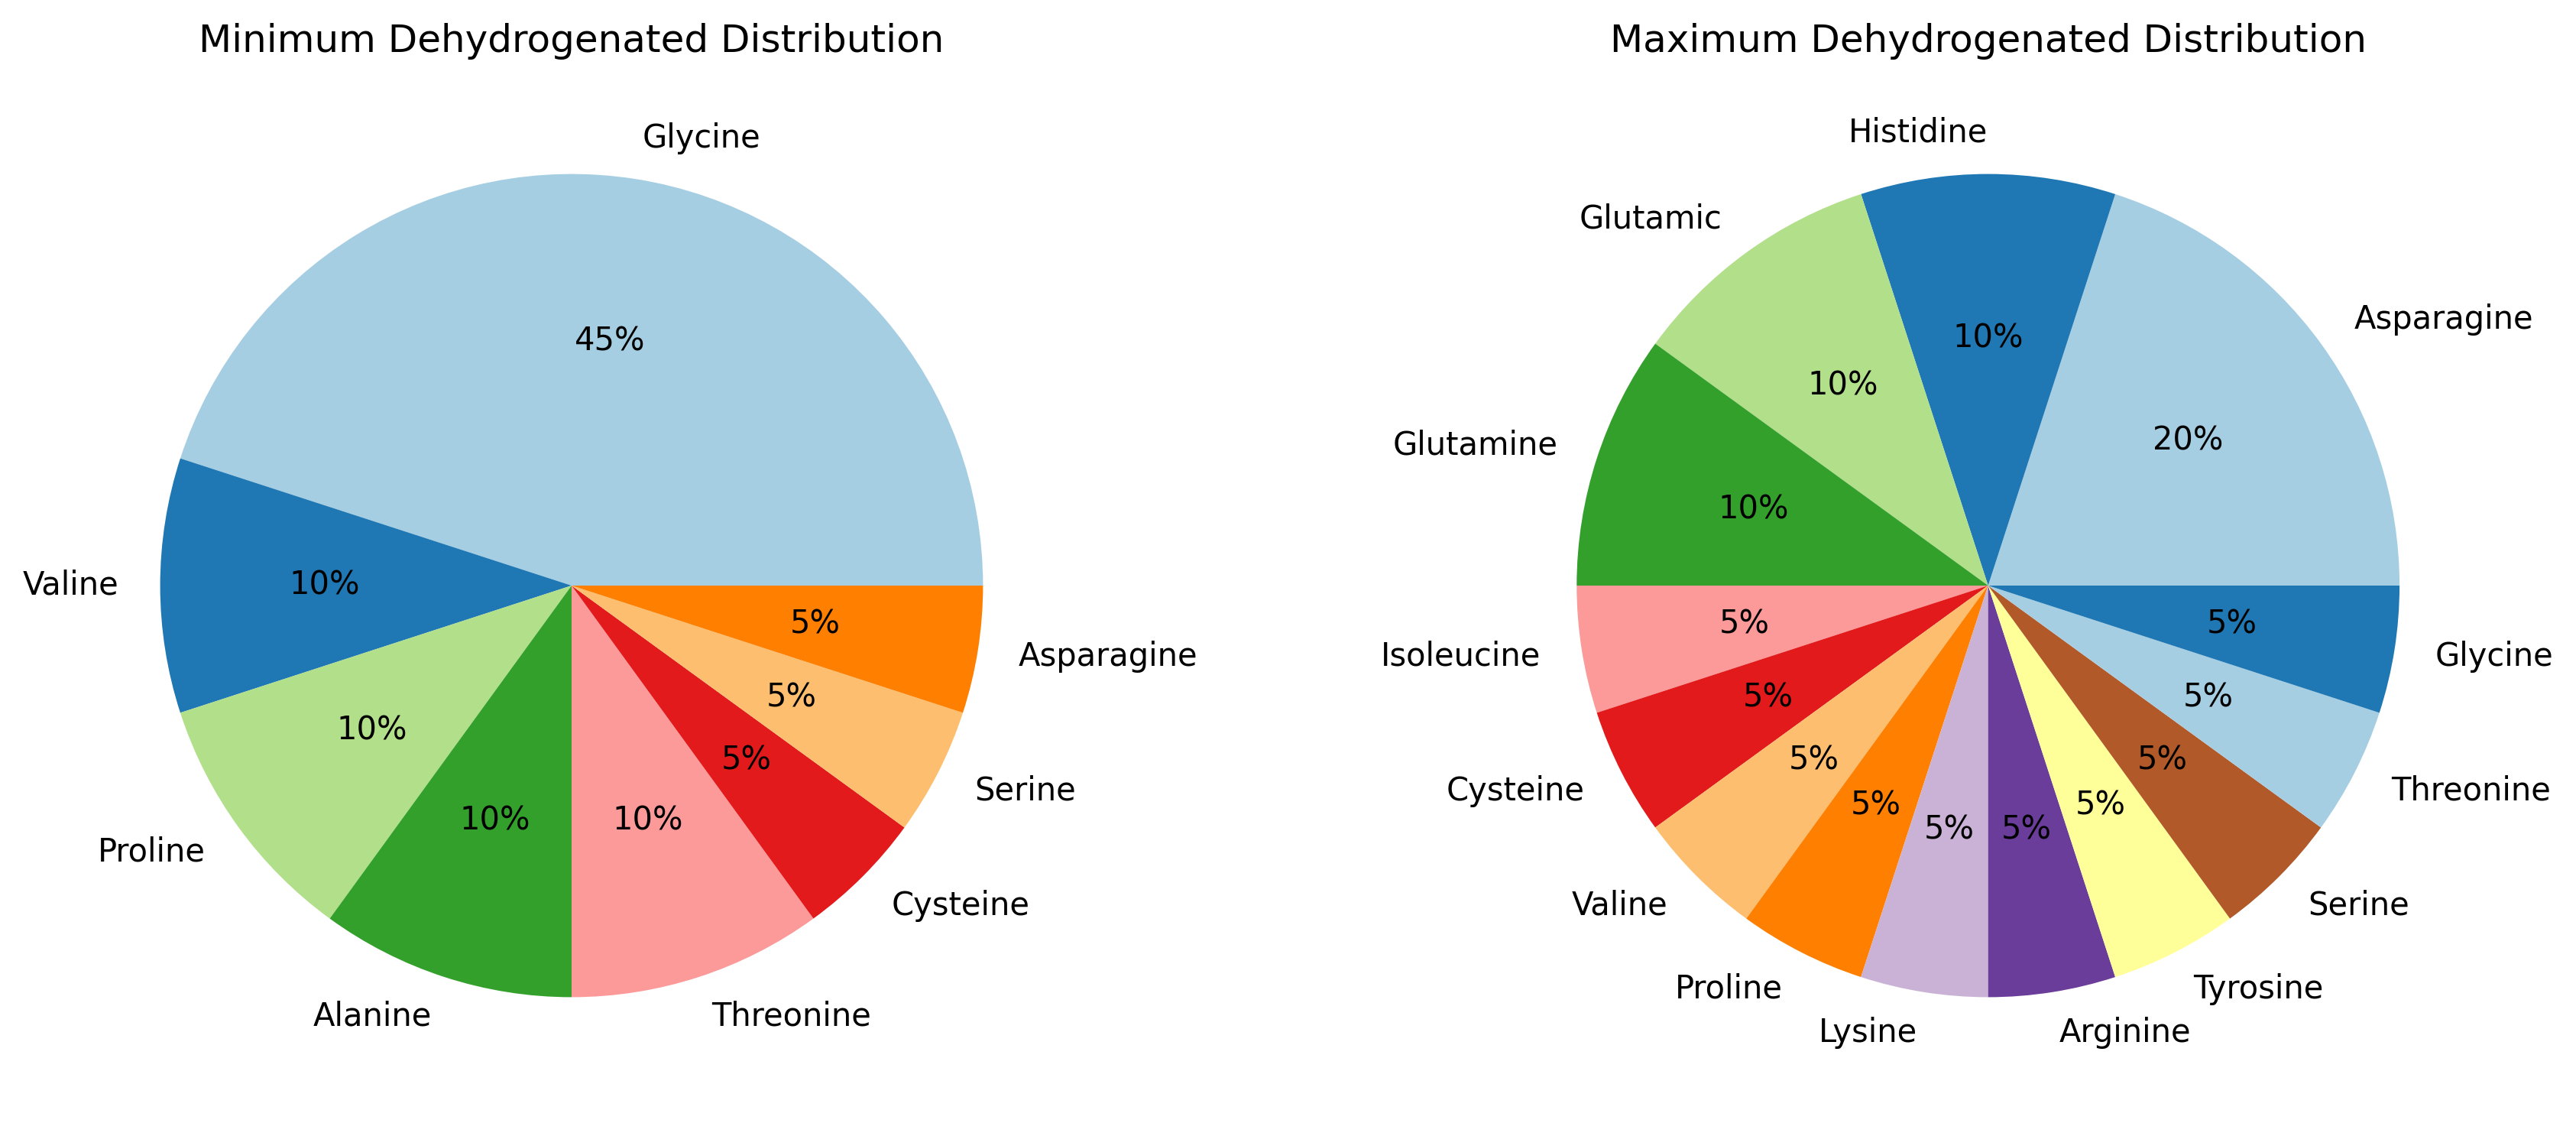 Minimum Dehydrogenated Distribution
Glycine
45%
Valine
10%
Proline
10%
Alanine
10%
Threonine
10%
Cysteine
5%
Serine
5%
Asparagine
5%
Maximum Dehydrogenated Distribution
Asparagine
20%
Histidine
10%
Glutamic
10%
Glutamine
10%
Isoleucine
5%
Cysteine
5%
Valine
5%
Proline
5%
Lysine
5%
Arginine
5%
Tyrosine
5%
Serine
5%
Threonine
5%
Glycine
5%